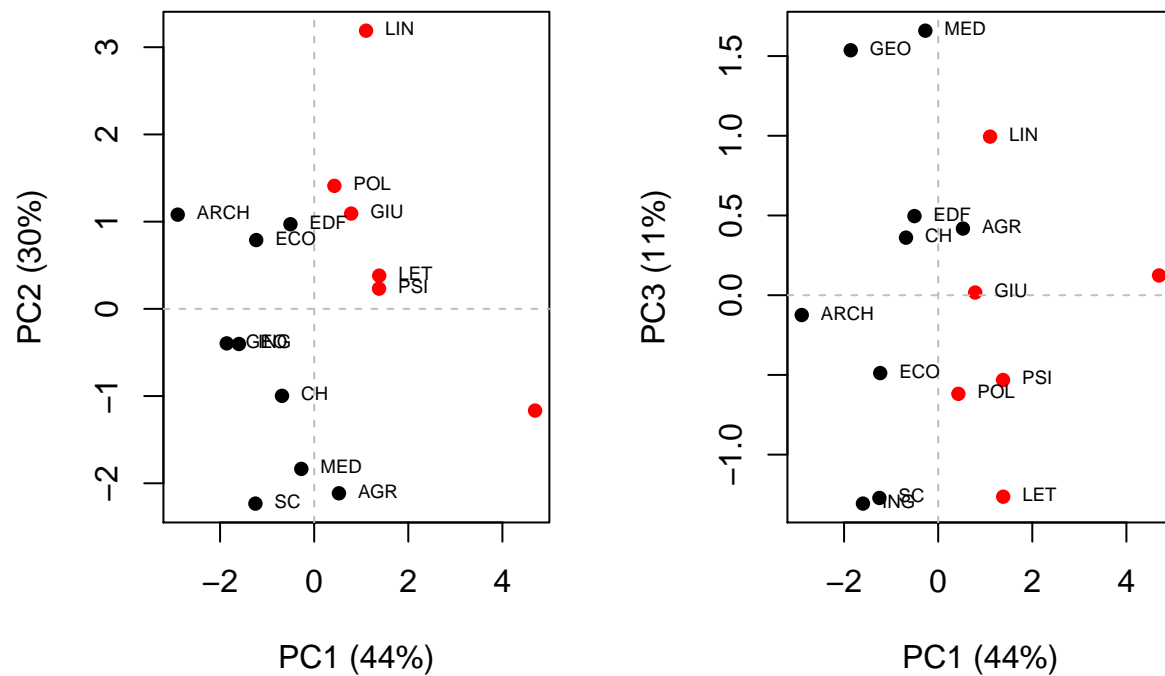 PC2 (30%)
3
2
1
0
−1
−2
LIN
POL
ARCH
GIU
EDF
ECO
LET
PSI
GEO
ING
CH
MED
AGR
SC
−2
0
2
4
PC1 (44%)
PC3 (11%)
1.5
1.0
0.5
0.0
−1.0
MED
GEO
LIN
EDF
AGR
CH
GIU
ARCH
ECO
PSI
POL
SC
ING
LET
−2
0
2
4
PC1 (44%)